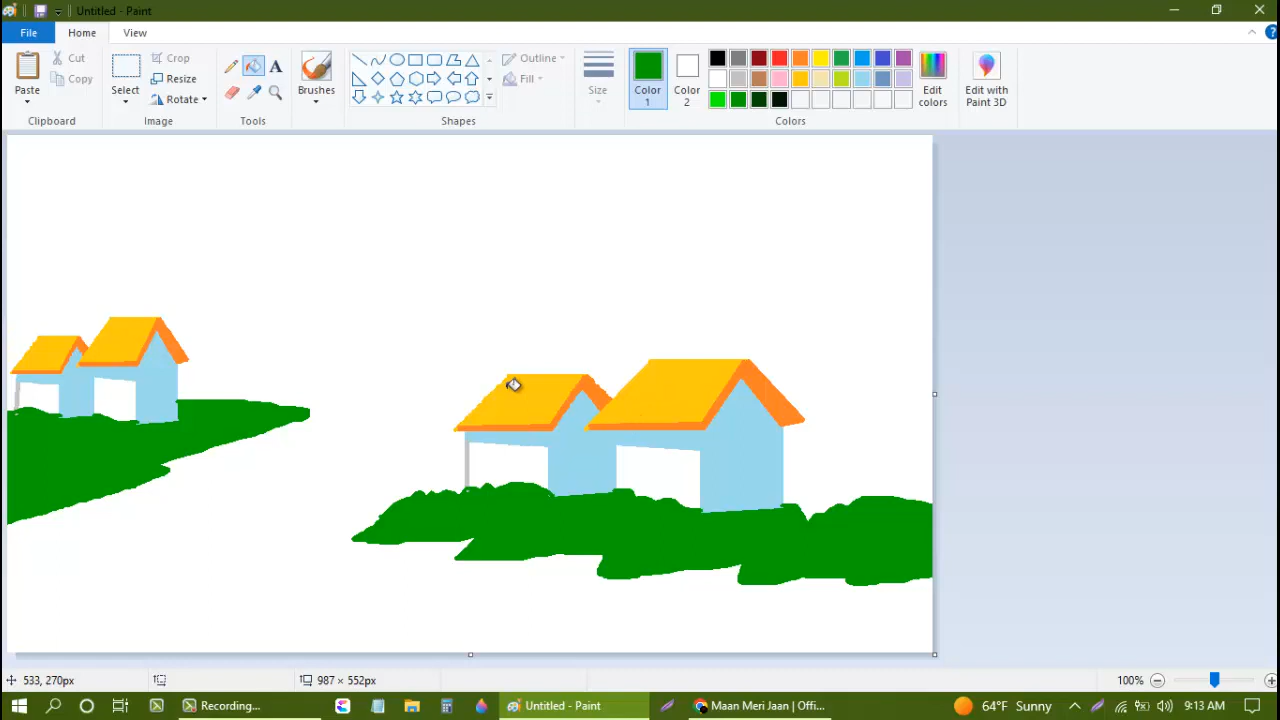 Untitled - Paint
File Home View
Paste
Cut
Copy
Clipboard
Select
Crop
Resize
Rotate
Image
A
Tools
Brushes
Outline
Fill
Shapes
Size
Color 1
Color 2
Edit colors
Colors
Edit with Paint 3D
533, 270px
987 × 552px
100%
Recording...
Untitled - Paint
Maan Meri Jaan | Offi...
64°F Sunny
9:13 AM